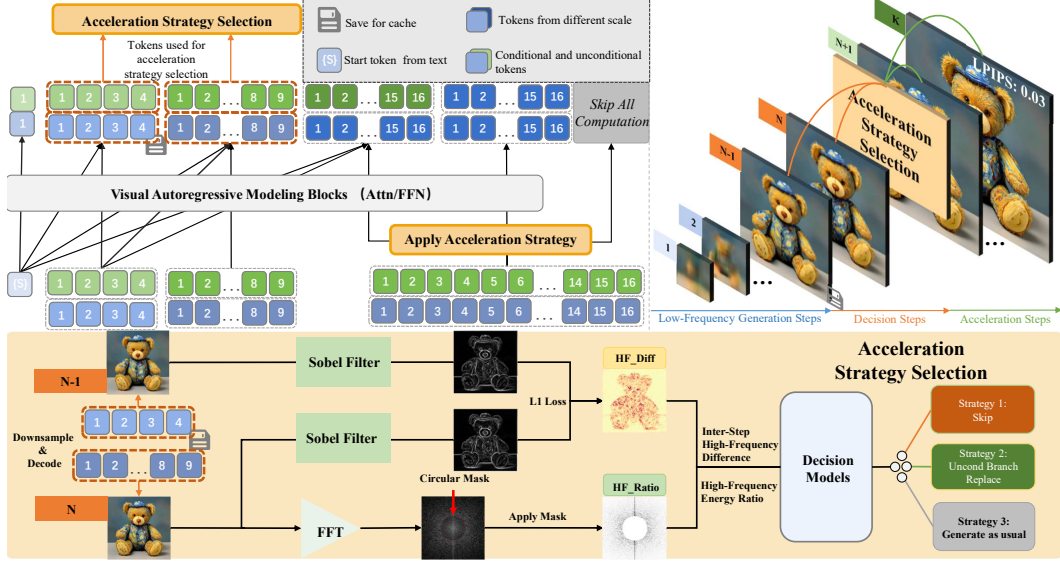 Acceleration Strategy Selection
Tokens used for
acceleration
strategy selection
Save for cache
Tokens from different scale
{S}
Start token from text
Conditional and unconditional
tokens
1
1
1 2 3 4
1 2 ... 8 9
1 2 ... 15 16
1 2 ... 15 16
1 2 3 4
1 2 ... 8 9
1 2 ... 15 16
1 2 ... 15 16
Skip All
Computation
Visual Autoregressive Modeling Blocks （Attn/FFN）
Apply Acceleration Strategy
{S}
1 2 3 4
1 2 ... 8 9
1 2 3 4 5 6 ... 14 15 16
1 2 3 4
1 2 ... 8 9
1 2 3 4 5 6 ... 14 15 16
K
N+1
LPIPS: 0.03
Acceleration
Strategy
Selection
N
N-1
2
1
...
...
Low-Frequency Generation Steps
Decision Steps
Acceleration Steps
N-1
Downsample
&
Decode
1 2 3 4
1 2 ... 8 9
N
Sobel Filter
Sobel Filter
L1 Loss
HF_Diff
Circular Mask
FFT
Apply Mask
HF_Ratio
Inter-Step
High-Frequency
Difference
High-Frequency
Energy Ratio
Decision
Models
Acceleration
Strategy Selection
Strategy 1:
Skip
Strategy 2:
Uncond Branch
Replace
Strategy 3:
Generate as usual